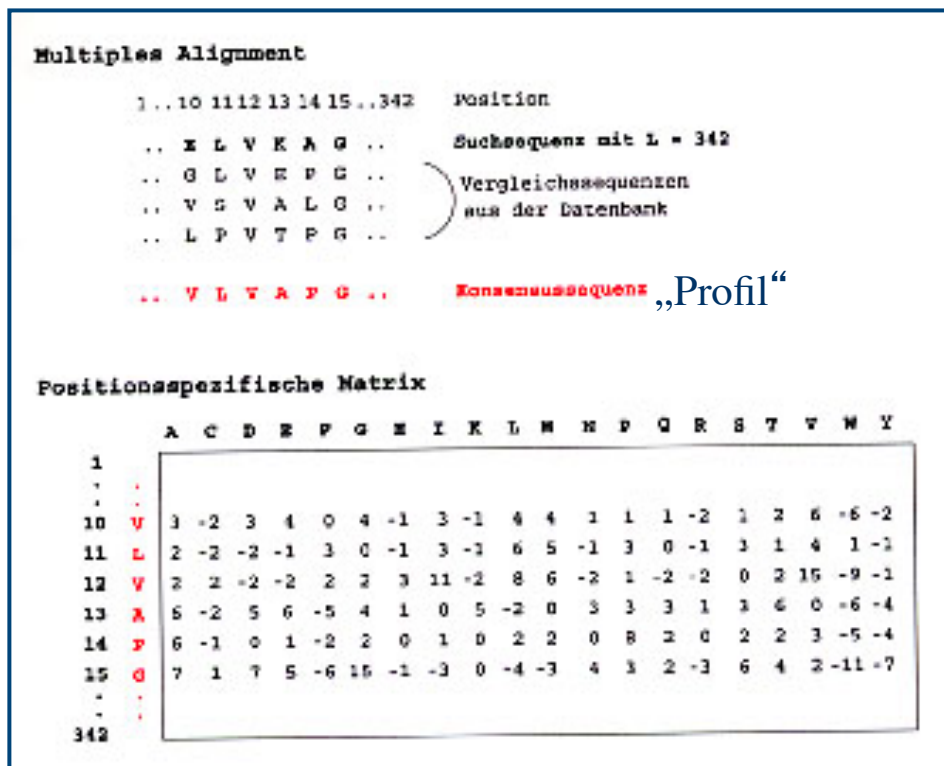 Multiples Alignment
1..10 11 12 13 14 15..342 Position
.. E L V K A G .. Suchsequenz mit L = 342
.. G L V E P G ..
.. V S V A L G .. Vergleichssequenzen
aus der Datenbank
.. L P V T P G ..
.. V L V A P G .. Konsensussequenz „Profil“
Positionsspezifische Matrix
A C D E F G H I K L M N P Q R S T V W Y
1
.
.
10 V 3 -2 3 4 0 4 -1 3 -1 4 4 1 1 1 -2 1 2 6 -6 -2
11 L 2 -2 -2 -1 3 0 -1 3 -1 6 5 -1 3 0 -1 3 1 4 1 -1
12 V 2 2 -2 -2 2 2 3 11 -2 8 6 -2 1 -2 -2 0 2 15 -9 -1
13 A 5 -2 5 6 -5 4 1 0 5 -2 0 3 3 3 1 3 6 0 -6 -4
14 P 6 -1 0 1 -2 2 0 1 0 2 2 0 8 2 0 2 2 3 -5 -4
15 G 7 1 7 5 -6 15 -1 -3 0 -4 -3 4 3 2 -3 6 4 2 -11 -7
.
.
342